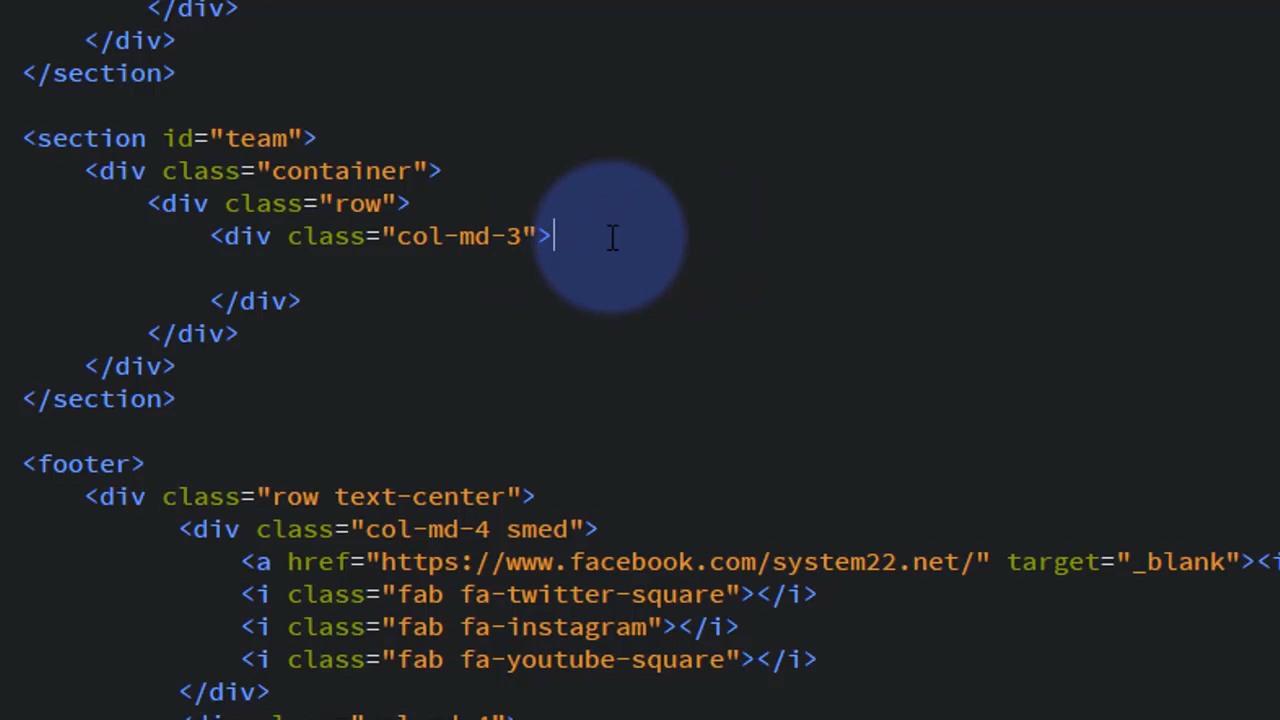 </div>
</div>
</section>
<section id="team">
<div class="container">
<div class="row">
<div class="col-md-3">
</div>
</div>
</div>
</section>
<footer>
<div class="row text-center">
<div class="col-md-4 smed">
<a href="https://www.facebook.com/system22.net/" target="_blank"><i
<i class="fab fa-twitter-square"></i>
<i class="fab fa-instagram"></i>
<i class="fab fa-youtube-square"></i>
</div>